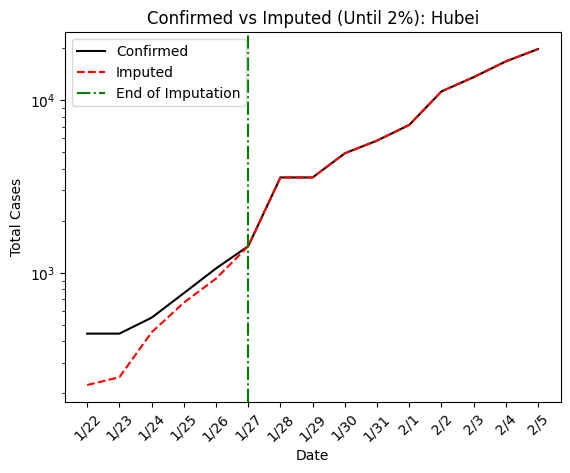 Confirmed vs Imputed (Until 2%): Hubei
Confirmed
Imputed
End of Imputation
Total Cases
10^4
10^3
1/22
1/23
1/24
1/25
1/26
1/27
1/28
1/29
1/30
1/31
2/1
2/2
2/3
2/4
2/5
Date